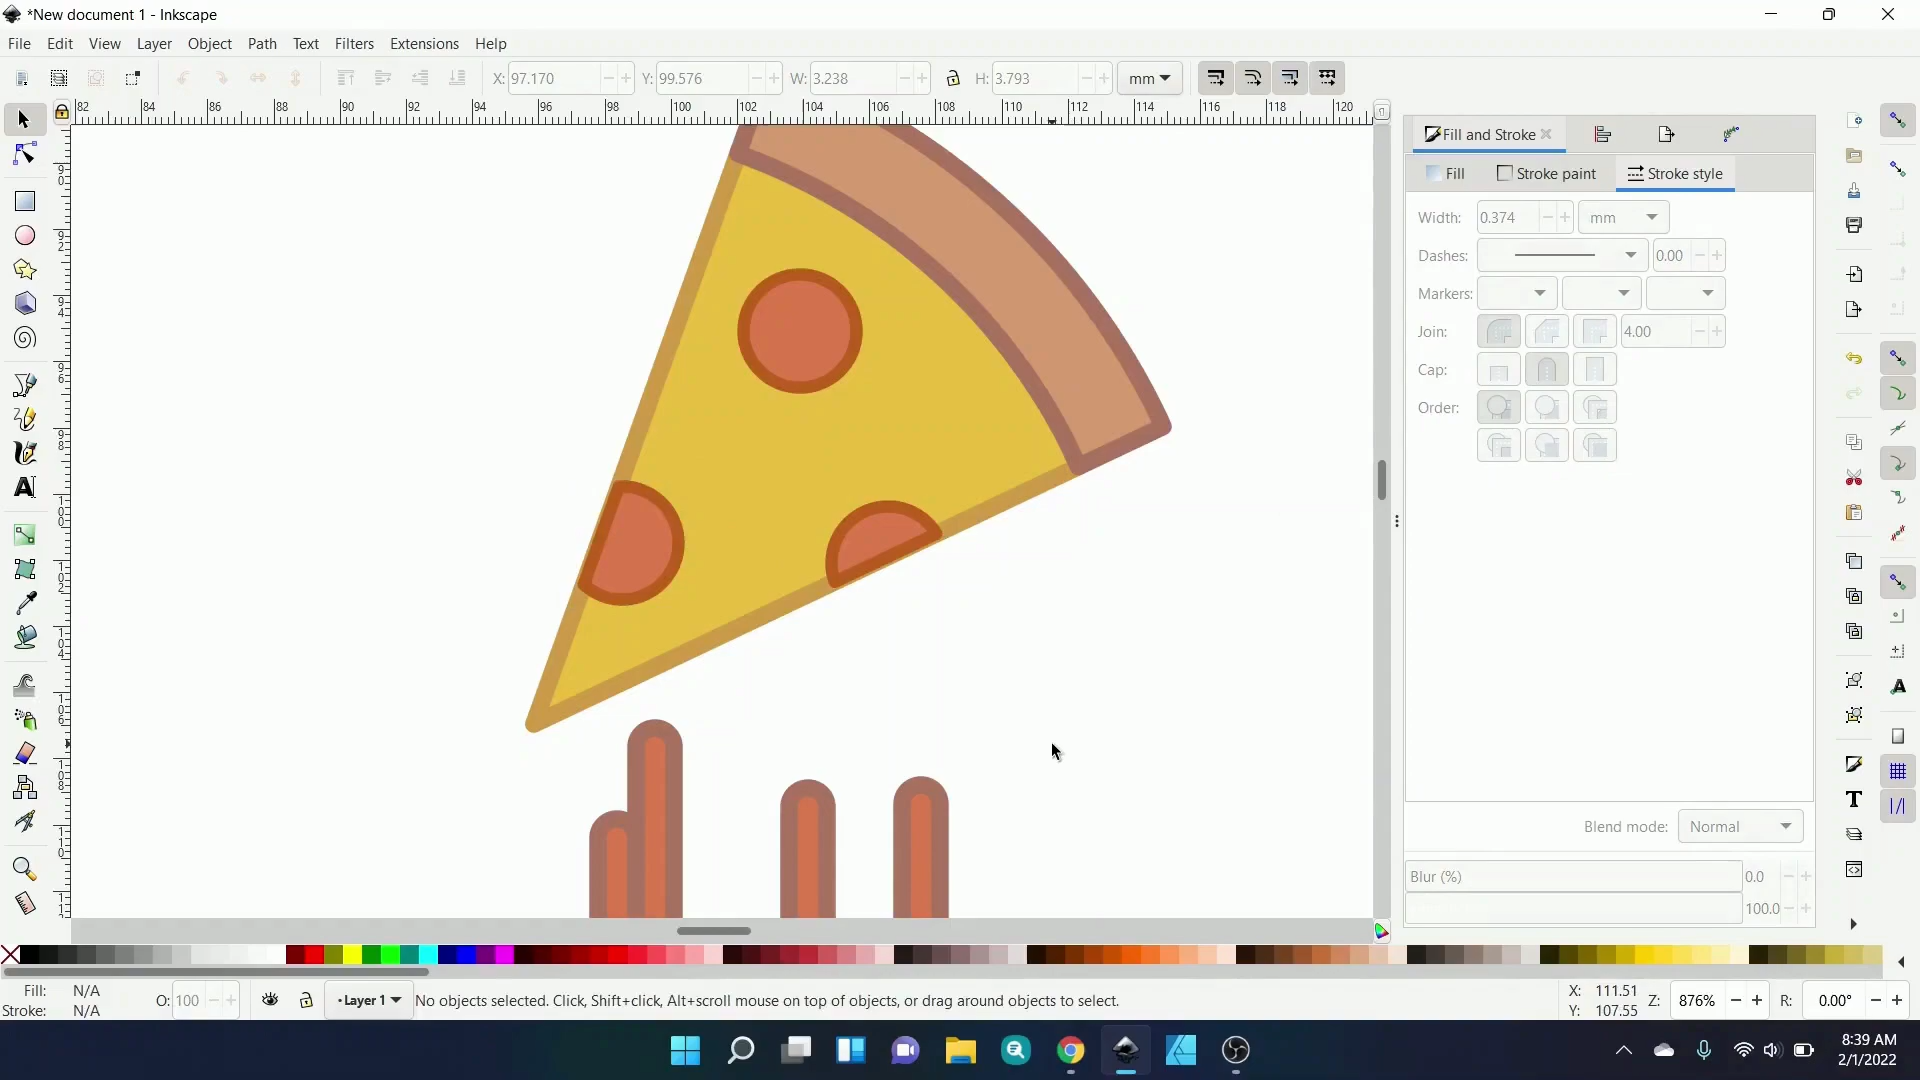 *New document 1 - Inkscape
File Edit View Layer Object Path Text Filters Extensions Help
X: 97.170 Y: 99.576 W: 3.238 H: 3.793 mm
82 84 86 88 90 92 94 96 98 100 102 104 106 108 110 112 114 116 118 120
Fill and Stroke
Fill Stroke paint Stroke style
Width: 0.374 mm
Dashes: 0.00
Markers:
Join: 4.00
Cap:
Order:
Blend mode: Normal
Blur (%) 0.0
100.0
Fill: N/A
Stroke: N/A
O: 100
•Layer 1
No objects selected. Click, Shift+click, Alt+scroll mouse on top of objects, or drag around objects to select.
X: 111.51
Y: 107.55
Z: 876% R: 0.00°
8:39 AM
2/1/2022